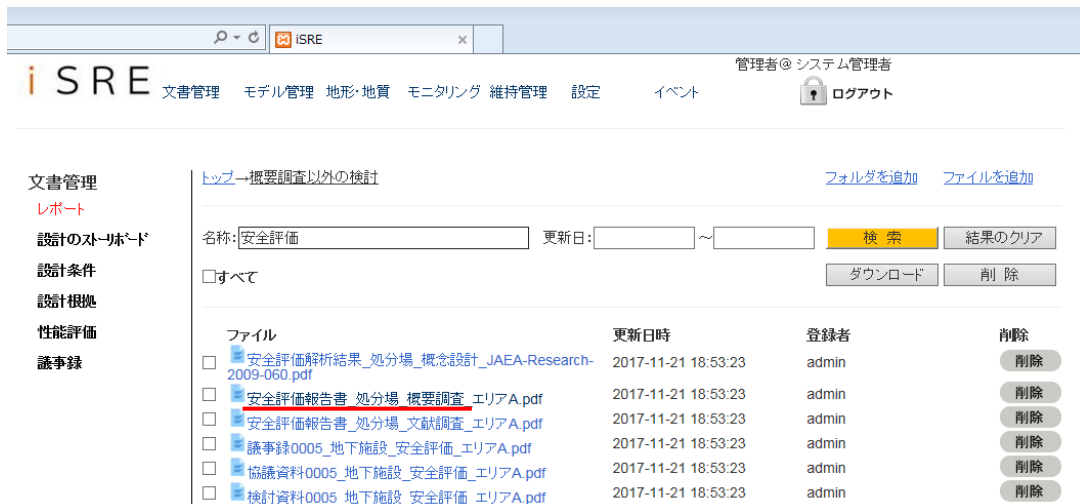 iSRE
管理者@システム管理者
iSRE
文書管理 モデル管理 地形・地質 モニタリング 維持管理 設定 イベント ログアウト
文書管理
トップ→概要調査以外の検討 フォルダを追加 ファイルを追加
レポート
設計のストーリーボード
名称: 安全評価 更新日: ～ 検 索 結果のクリア
設計条件
□すべて ダウンロード 削 除
設計根拠
性能評価
ファイル 更新日時 登録者 削除
議事録
安全評価解析結果_処分場_概念設計_JAEA-Research-
2009-060.pdf 2017-11-21 18:53:23 admin 削除
安全評価報告書_処分場_概要調査_エリアA.pdf 2017-11-21 18:53:23 admin 削除
安全評価報告書_処分場_文献調査_エリアA.pdf 2017-11-21 18:53:23 admin 削除
議事録0005_地下施設_安全評価_エリアA.pdf 2017-11-21 18:53:23 admin 削除
協議資料0005_地下施設_安全評価_エリアA.pdf 2017-11-21 18:53:23 admin 削除
検討資料0005_地下施設_安全評価_エリアA.pdf 2017-11-21 18:53:23 admin 削除